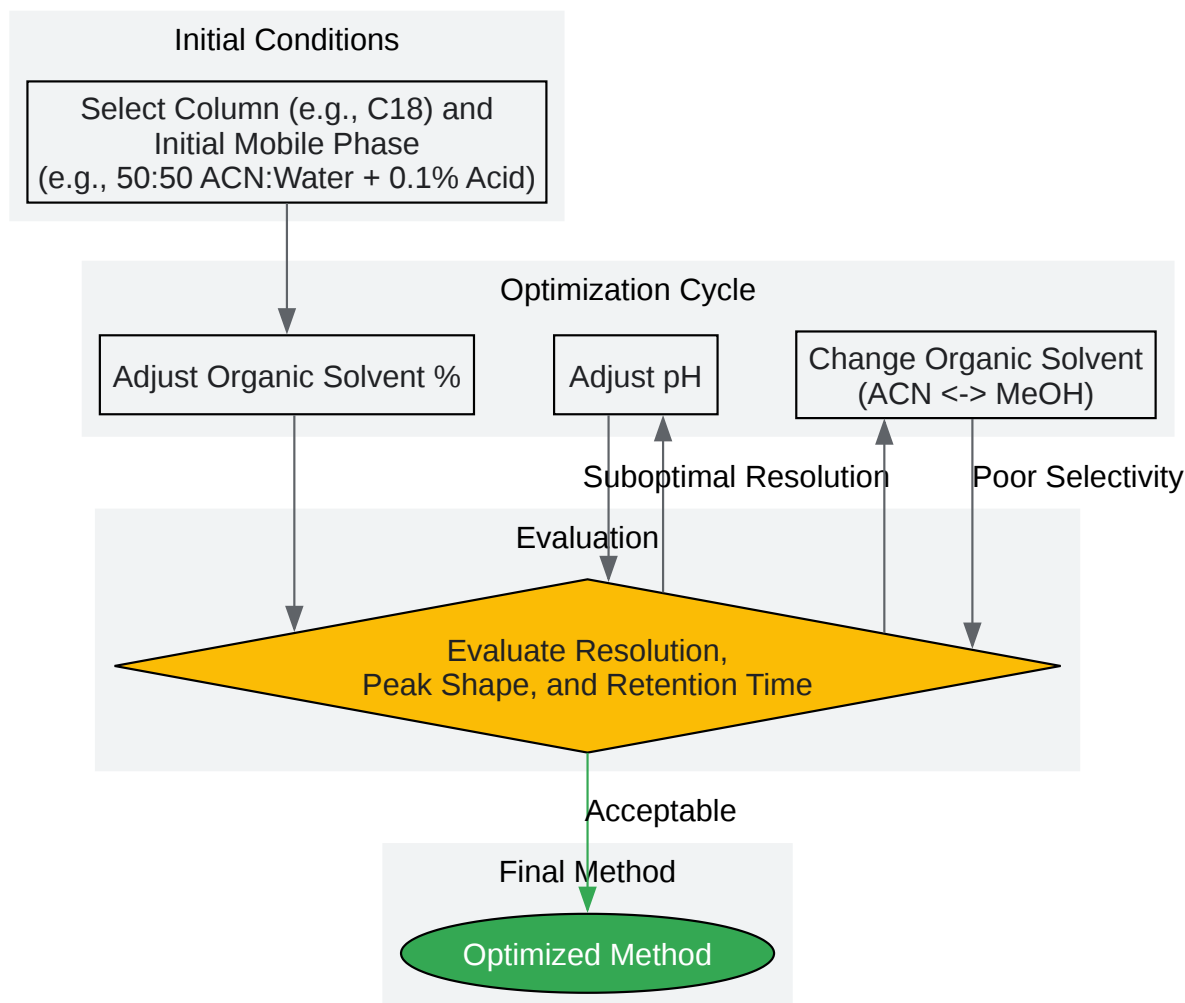 Initial Conditions
Select Column (e.g., C18) and
Initial Mobile Phase
(e.g., 50:50 ACN:Water + 0.1% Acid)
Optimization Cycle
Adjust Organic Solvent %
Adjust pH
Change Organic Solvent
(ACN <-> MeOH)
Suboptimal Resolution
Poor Selectivity
Evaluation
Evaluate Resolution,
Peak Shape, and Retention Time
Acceptable
Final Method
Optimized Method